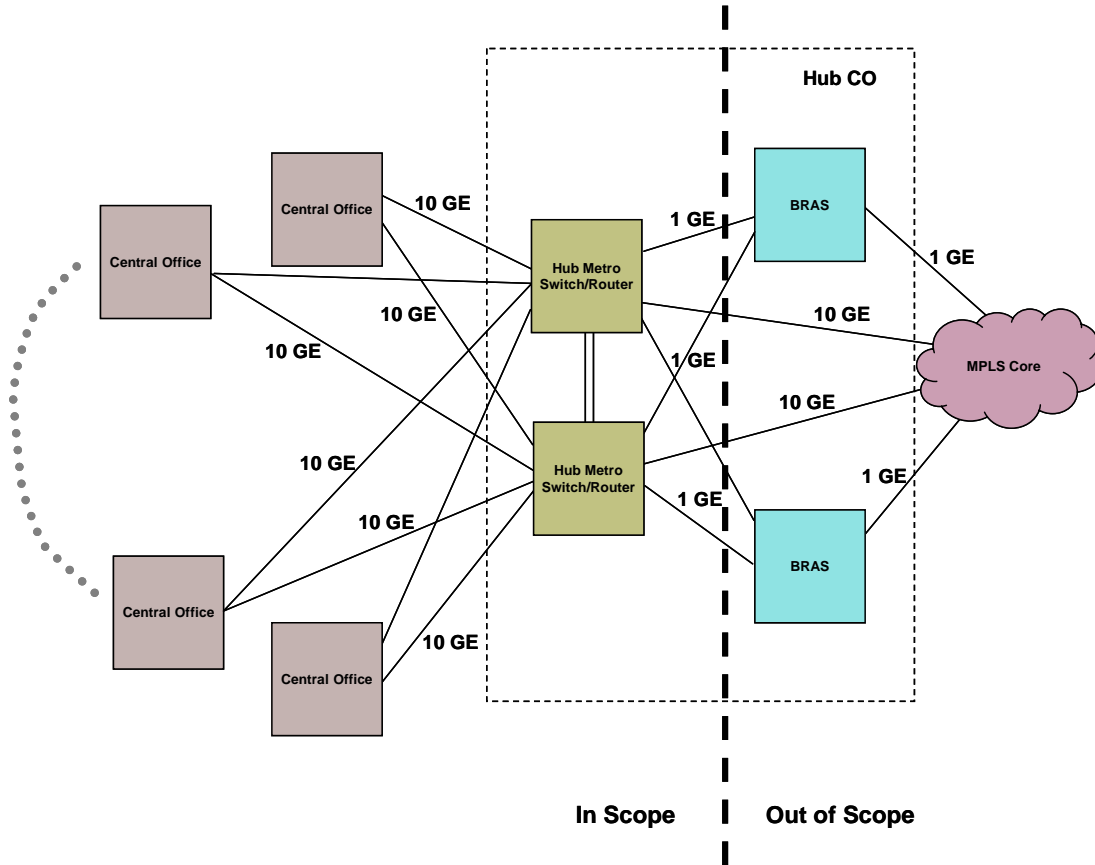 Hub CO
Central Office
10 GE
1 GE
BRAS
Central Office
Hub Metro
Switch/Router
1 GE
10 GE
10 GE
10 GE
1 GE
MPLS Core
10 GE
10 GE
Hub Metro
Switch/Router
1 GE
1 GE
10 GE
BRAS
Central Office
10 GE
Central Office
In Scope
Out of Scope